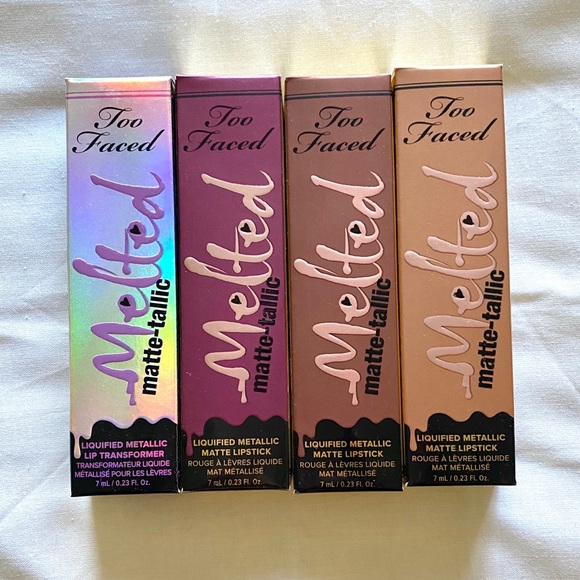 Too
Faced
Melted
matte-tallic
LIQUIFIED METALLIC
LIP TRANSFORMER
TRANSFORMATEUR LIQUIDE
MÉTALLISÉ POUR LES LÈVRES
7 mL / 0.23 Fl. Oz.
Too
Faced
Melted
matte-tallic
LIQUIFIED METALLIC
MATTE LIPSTICK
ROUGE À LÈVRES LIQUIDE
MAT MÉTALLISÉ
7 mL / 0.23 Fl. Oz.
Too
Faced
Melted
matte-tallic
LIQUIFIED METALLIC
MATTE LIPSTICK
ROUGE À LÈVRES LIQUIDE
MAT MÉTALLISÉ
7 mL / 0.23 Fl. Oz.
Too
Faced
Melted
matte-tallic
LIQUIFIED METALLIC
MATTE LIPSTICK
ROUGE À LÈVRES LIQUIDE
MAT MÉTALLISÉ
7 mL / 0.23 Fl. Oz.